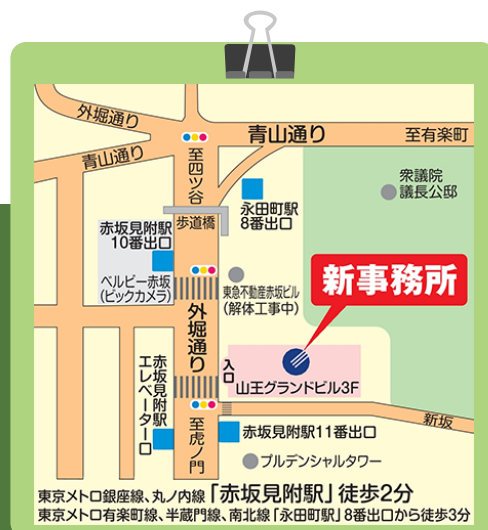 外堀通り
青山通り
至有楽町
青山通り
至四ツ谷
衆議院
議長公邸
永田町駅
8番出口
歩道橋
赤坂見附駅
10番出口
ベルビー赤坂
(ビックカメラ)
東急不動産赤坂ビル
(解体工事中)
新事務所
外堀通り
入口
山王グランドビル3F
赤坂見附駅
エレベーター口
新坂
至虎ノ門
赤坂見附駅11番出口
プルデンシャルタワー
東京メトロ銀座線、丸ノ内線「赤坂見附駅」徒歩2分
東京メトロ有楽町線、半蔵門線、南北線「永田町駅」8番出口から徒歩3分